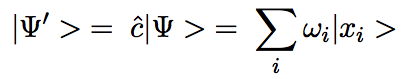 |Ψ′ > = ĉ|Ψ > = ∑_i ω_i|x_i >